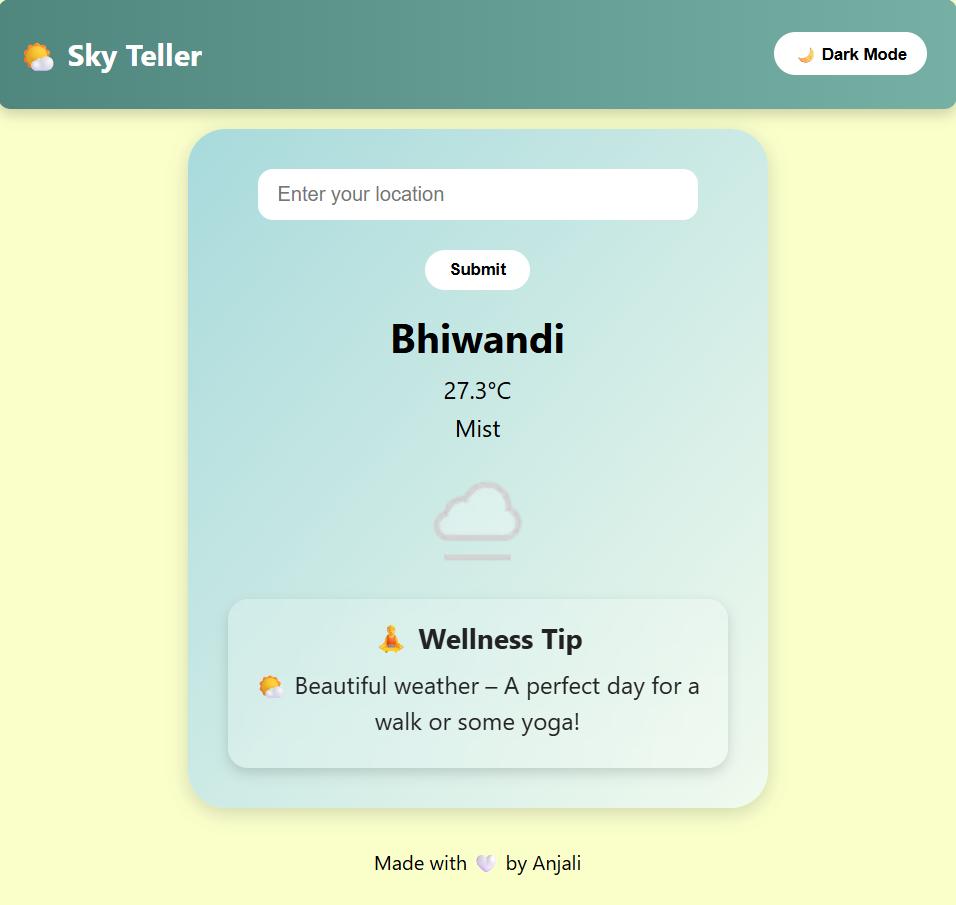 🌤️ Sky Teller
🌙 Dark Mode
Enter your location
Submit
Bhiwandi
27.3°C
Mist
🧘 Wellness Tip
🌤️ Beautiful weather – A perfect day for a
walk or some yoga!
Made with 🤍 by Anjali